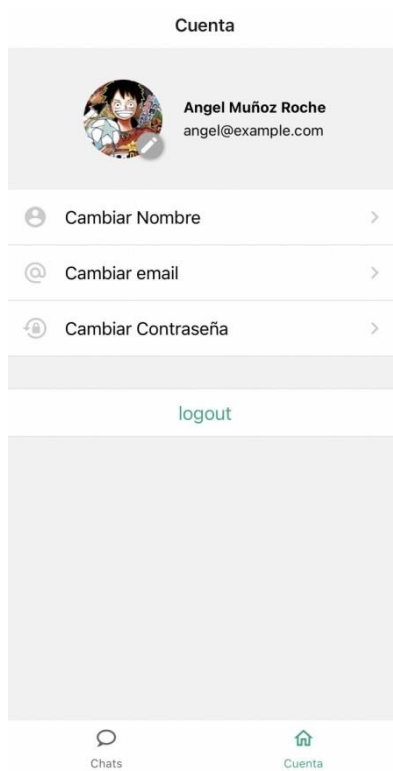 Cuenta
Angel Muñoz Roche
angel@example.com
Cambiar Nombre
Cambiar email
Cambiar Contraseña
logout
Chats
Cuenta